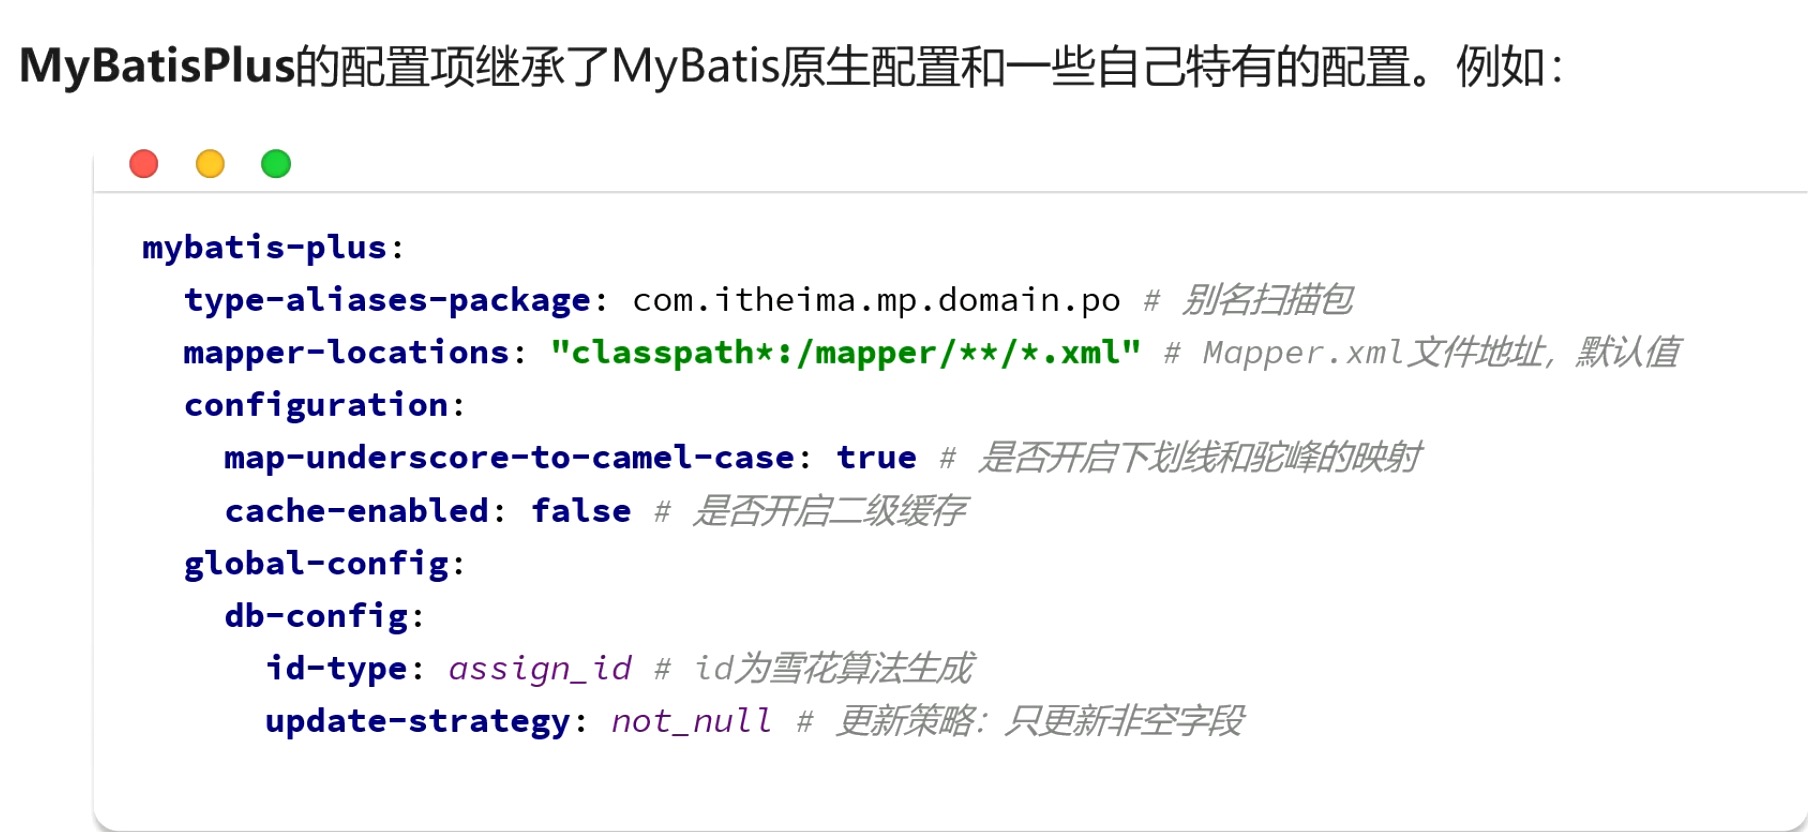 MyBatisPlus的配置项继承了MyBatis原生配置和一些自己特有的配置。例如：
mybatis-plus:
  type-aliases-package: com.itheima.mp.domain.po # 别名扫描包
  mapper-locations: "classpath*:/mapper/**/*.xml" # Mapper.xml文件地址，默认值
  configuration:
    map-underscore-to-camel-case: true # 是否开启下划线和驼峰的映射
    cache-enabled: false # 是否开启二级缓存
  global-config:
    db-config:
      id-type: assign_id # id为雪花算法生成
      update-strategy: not_null # 更新策略：只更新非空字段